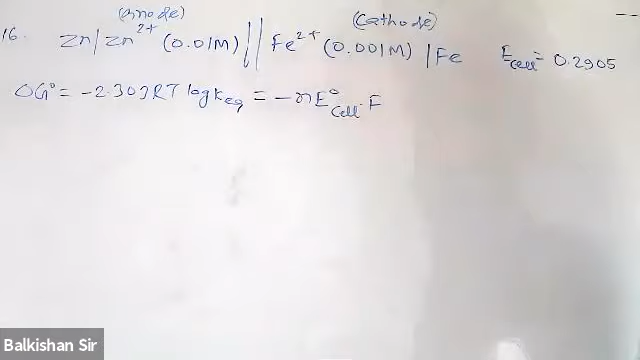 (anode) (Cathode)
16. Zn/Zn²⁺ (0.01M) || Fe²⁺ (0.001M) | Fe E cell = 0.2905
ΔG° = -2.303RT log Keq = -nE°cell F
Balkishan Sir